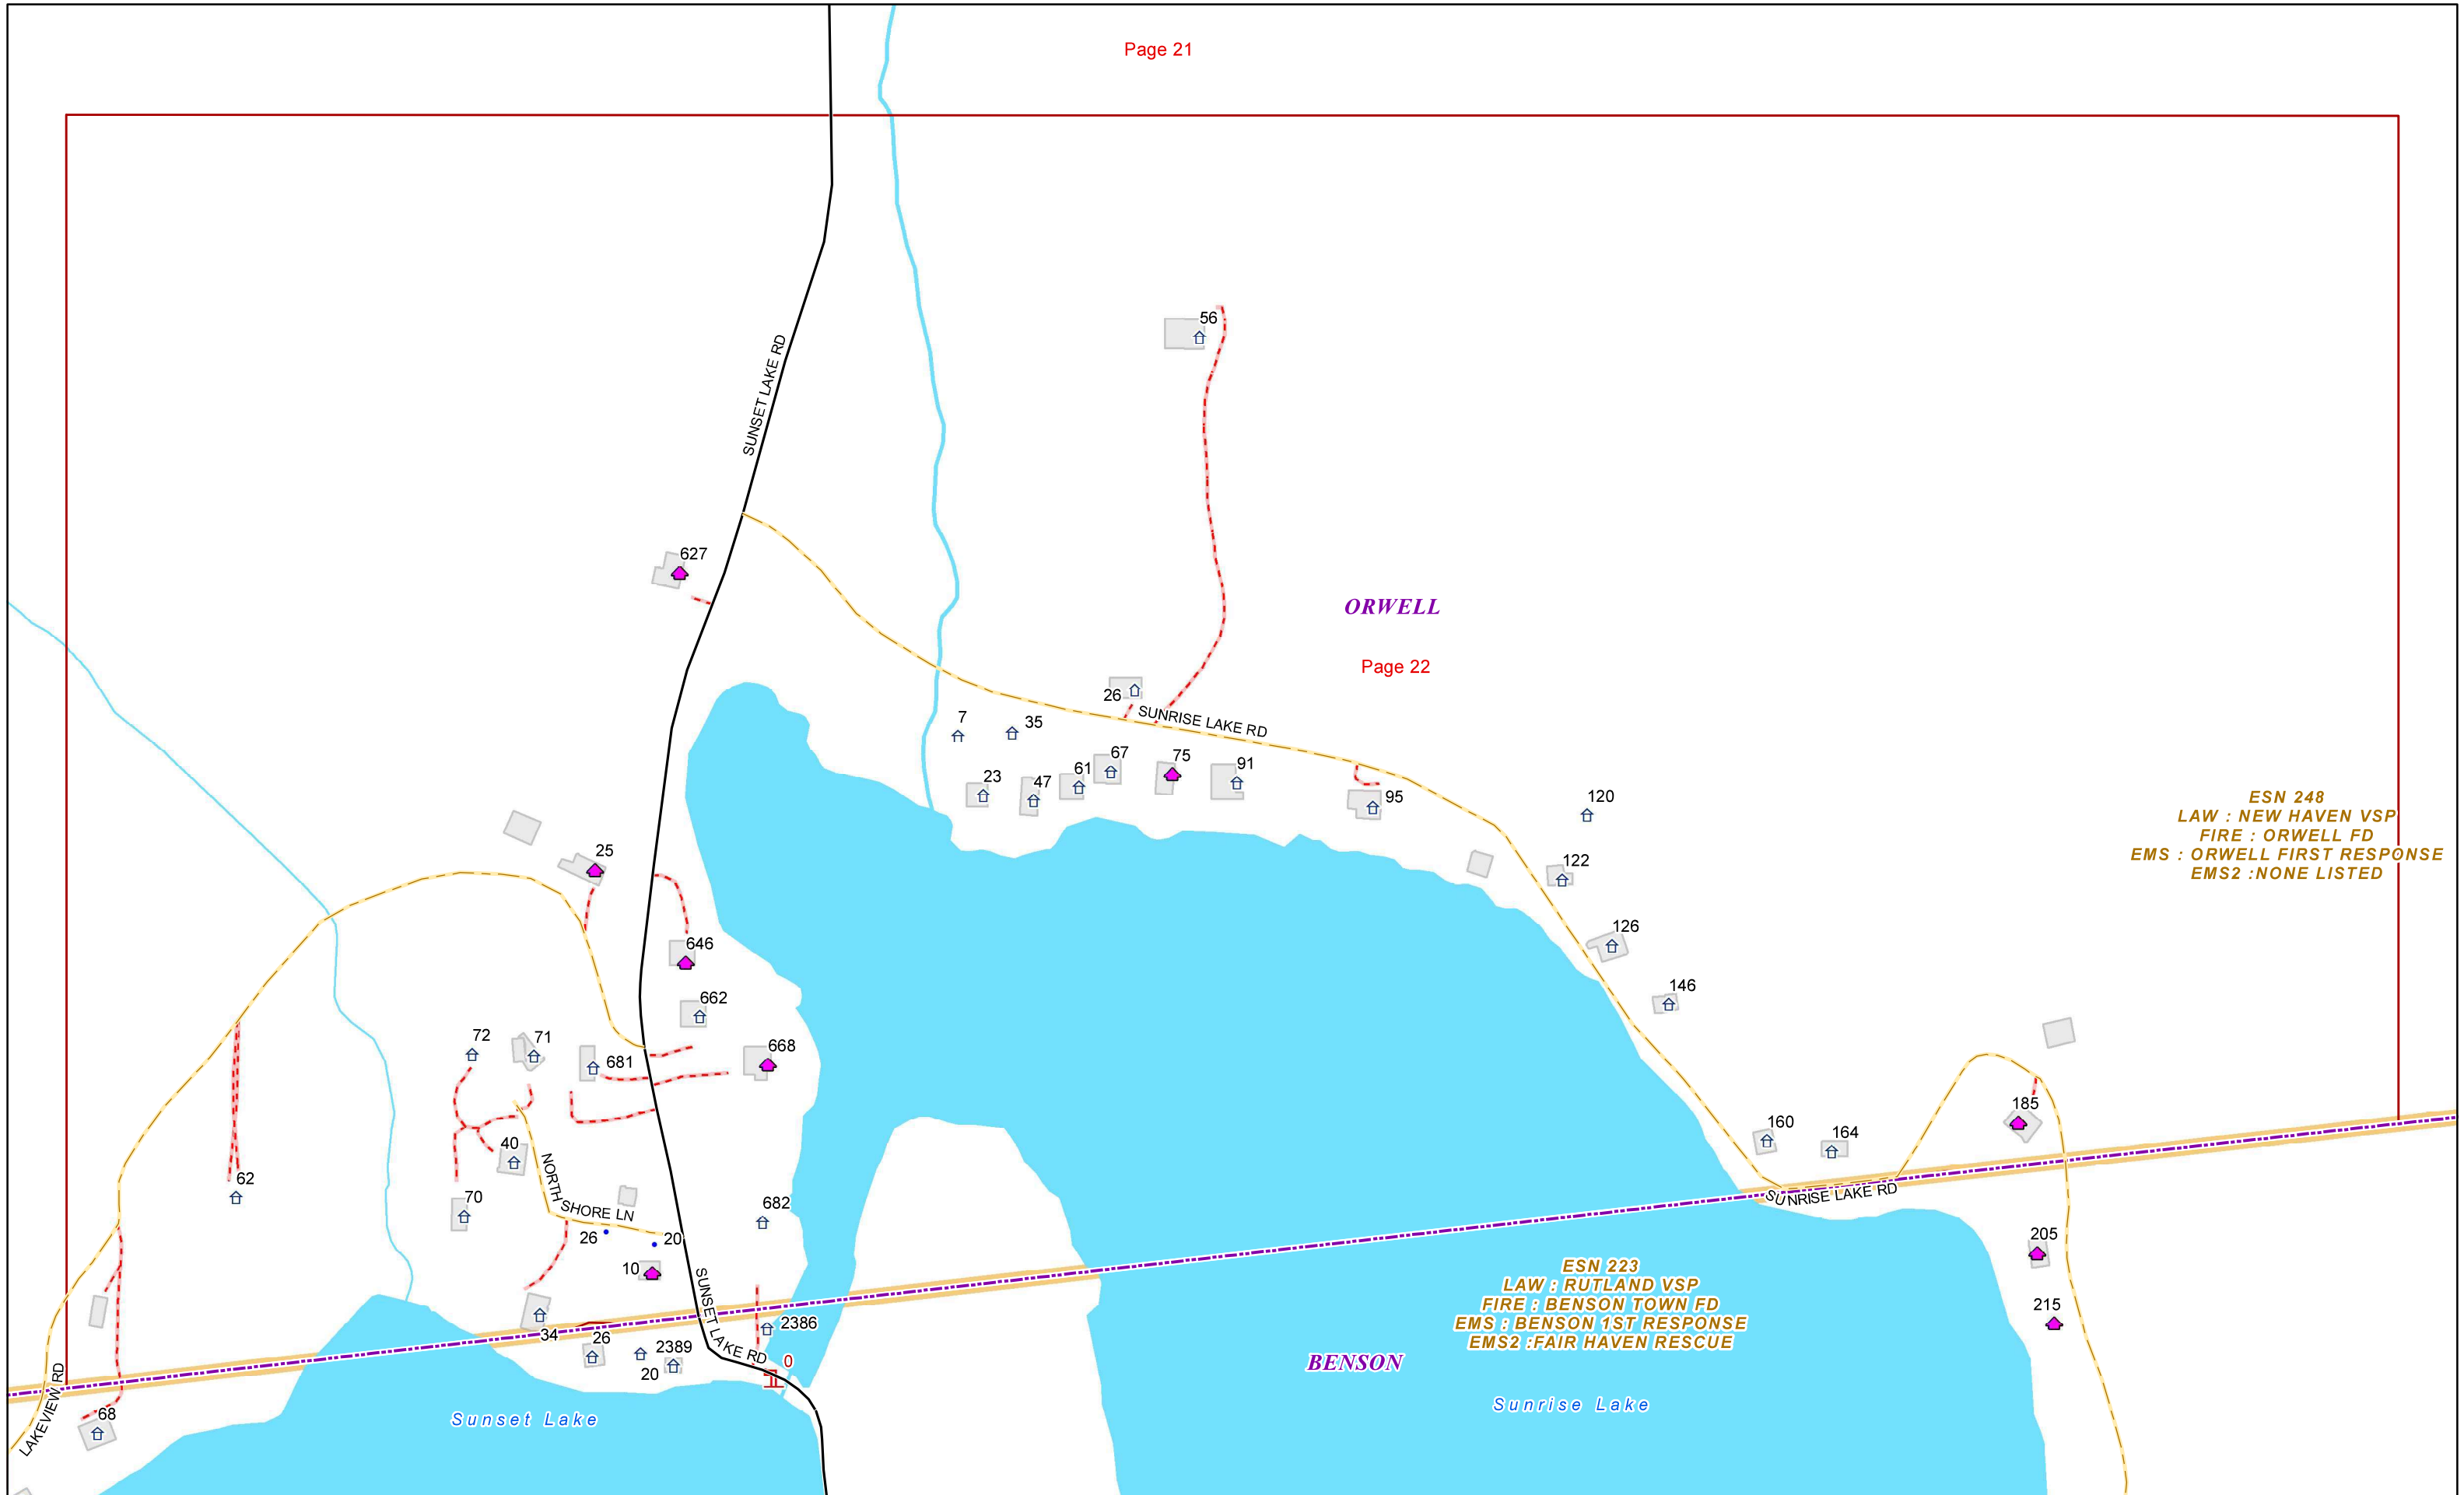 Page 21
56
SUNSET LAKE RD
627
ORWELL
Page 22
26
SUNRISE LAKE RD
7
35
67
75
91
61
23
47
95
120
ESN 248
LAW : NEW HAVEN VSP
FIRE : ORWELL FD
EMS : ORWELL FIRST RESPONSE
EMS2 :NONE LISTED
25
122
126
646
146
662
72
71
681
668
185
160
164
40
62
70
NORTH SHORE LN
682
SUNRISE LAKE RD
26
20
205
10
ESN 223
LAW : RUTLAND VSP
FIRE : BENSON TOWN FD
EMS : BENSON 1ST RESPONSE
EMS2 :FAIR HAVEN RESCUE
SUNSET LAKE RD
215
34
26
2386
2389
20
0
BENSON
LAKEVIEW RD
68
Sunset Lake
Sunrise Lake